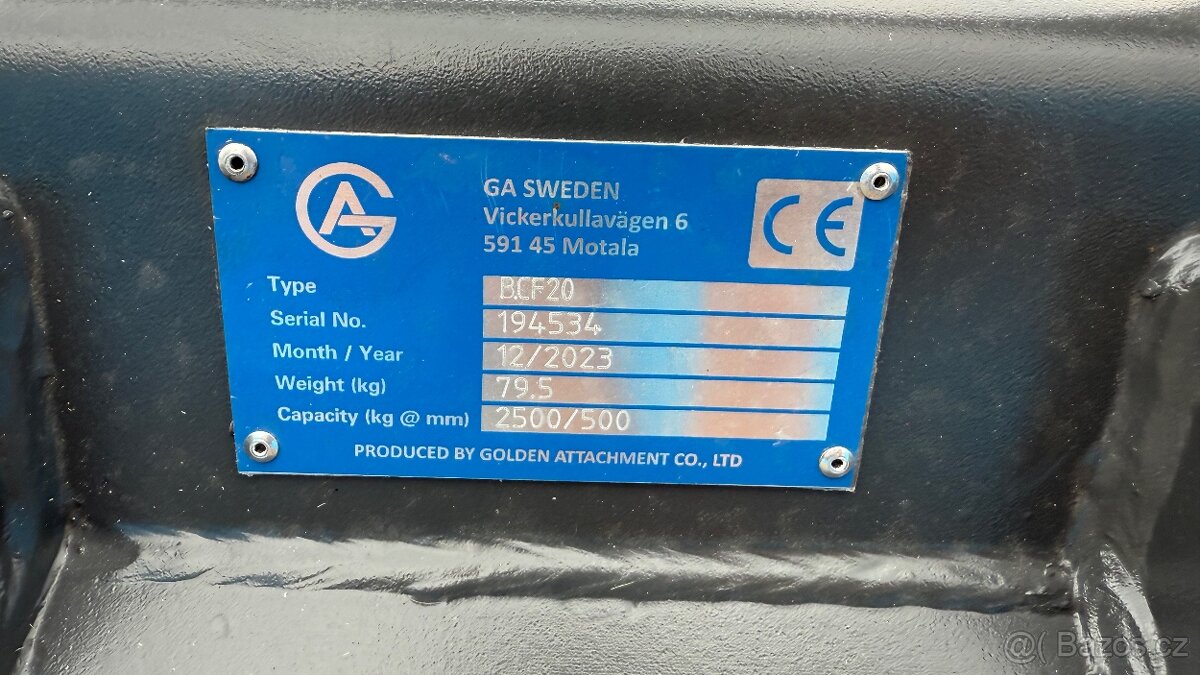 GA
GA SWEDEN
Vickerkullavägen 6
591 45 Motala
CE
Type BCF20
Serial No. 194534
Month / Year 12/2023
Weight (kg) 79.5
Capacity (kg @ mm) 2500/500
PRODUCED BY GOLDEN ATTACHMENT CO., LTD
Bazos.cz